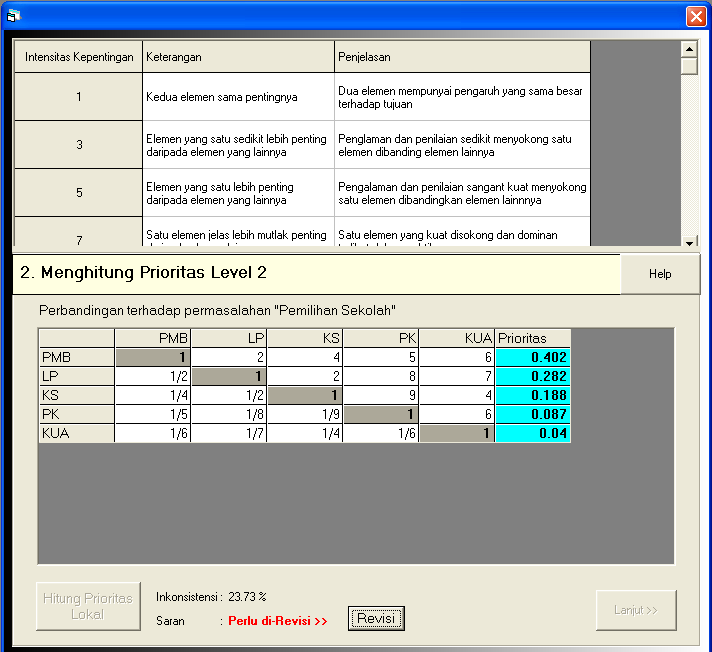 Intensitas Kepentingan Keterangan Penjelasan
1 Kedua elemen sama pentingnya Dua elemen mempunyai pengaruh yang sama besar
terhadap tujuan
3 Elemen yang satu sedikit lebih penting Penglaman dan penilaian sedikit menyokong satu
daripada elemen yang lainnya elemen dibanding elemen lainnya
5 Elemen yang satu lebih penting Pengalaman dan penilaian sangant kuat menyokong
daripada elemen yang lainnya satu elemen dibandingkan elemen lainnnya
7 Satu elemen jelas lebih mutlak penting Satu elemen yang kuat disokong dan dominan
2. Menghitung Prioritas Level 2 Help
Perbandingan terhadap permasalahan "Pemilihan Sekolah"
PMB LP KS PK KUA Prioritas
PMB 1 2 4 5 6 0.402
LP 1/2 1 2 8 7 0.282
KS 1/4 1/2 1 9 4 0.188
PK 1/5 1/8 1/9 1 6 0.087
KUA 1/6 1/7 1/4 1/6 1 0.04
Hitung Prioritas
Lokal
Inkonsistensi : 23.73 %
Saran : Perlu di-Revisi >> Revisi
Lanjut >>